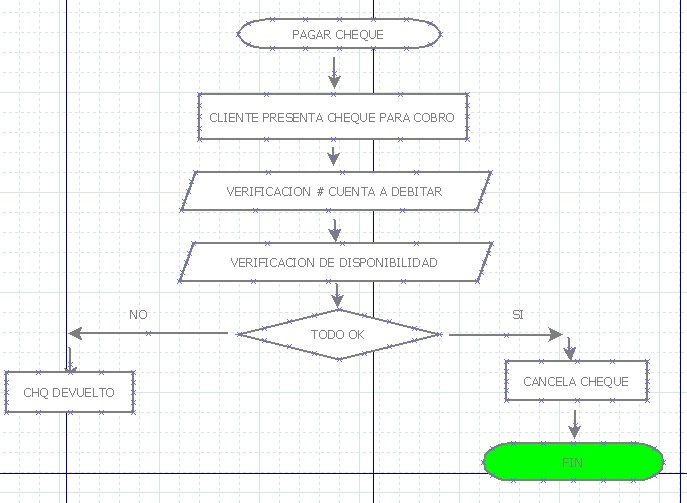 PAGAR CHEQUE
CLIENTE PRESENTA CHEQUE PARA COBRO
VERIFICACION # CUENTA A DEBITAR
VERIFICACION DE DISPONIBILIDAD
NO
SI
TODO OK
CHQ DEVUELTO
CANCELA CHEQUE
FIN